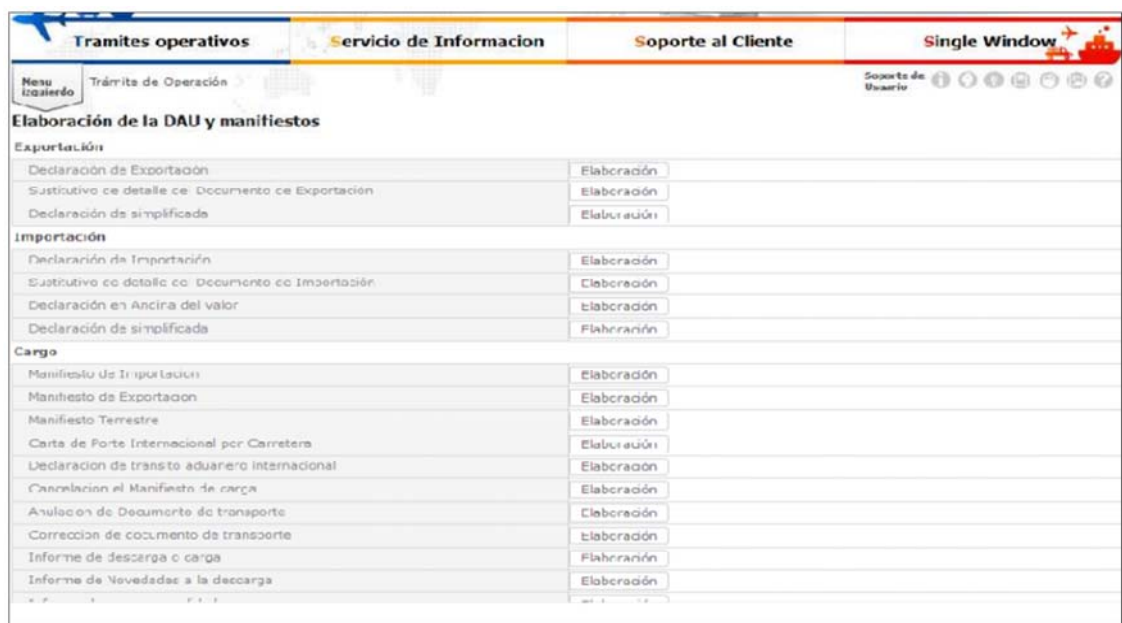 Tramites operativos Servicio de Informacion Soporte al Cliente Single Window
Menu izquierdo Trámite de Operación Soporte de Usuario
Elaboración de la DAU y manifiestos
Exportación
Declaración de Exportación Elaboración
Sustitutivo de detalle del Documento de Exportación Elaboración
Declaración de simplificada Elaboración
Importación
Declaración de Importación Elaboración
Sustitutivo de detalle del Documento de Importación Elaboración
Declaración en Ancina del valor Elaboración
Declaración de simplificada Elaboración
Cargo
Manifiesto de Importacion Elaboración
Manifiesto de Exportacion Elaboración
Manifiesto Terrestre Elaboración
Carta de Porte Internacional por Carretera Elaboración
Declaracion de transito aduanero internacional Elaboración
Cancelacion el Manifiesto de carga Elaboración
Anulacion de Documento de transporte Elaboración
Correccion de documento de transporte Elaboración
Informe de descarga o carga Elaboración
Informe de Novedades a la descarga Elaboración